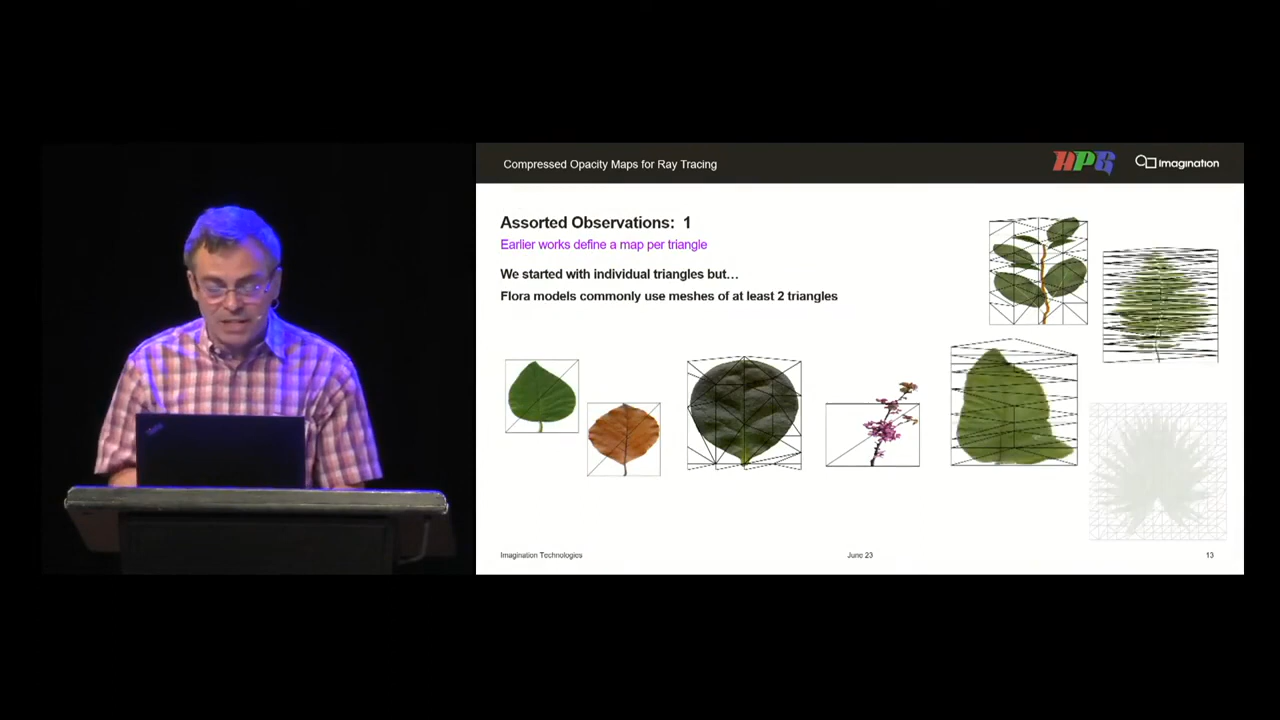 Compressed Opacity Maps for Ray Tracing
HPG
Imagination
Assorted Observations: 1
Earlier works define a map per triangle
We started with individual triangles but…
Flora models commonly use meshes of at least 2 triangles
Imagination Technologies
June 23
13